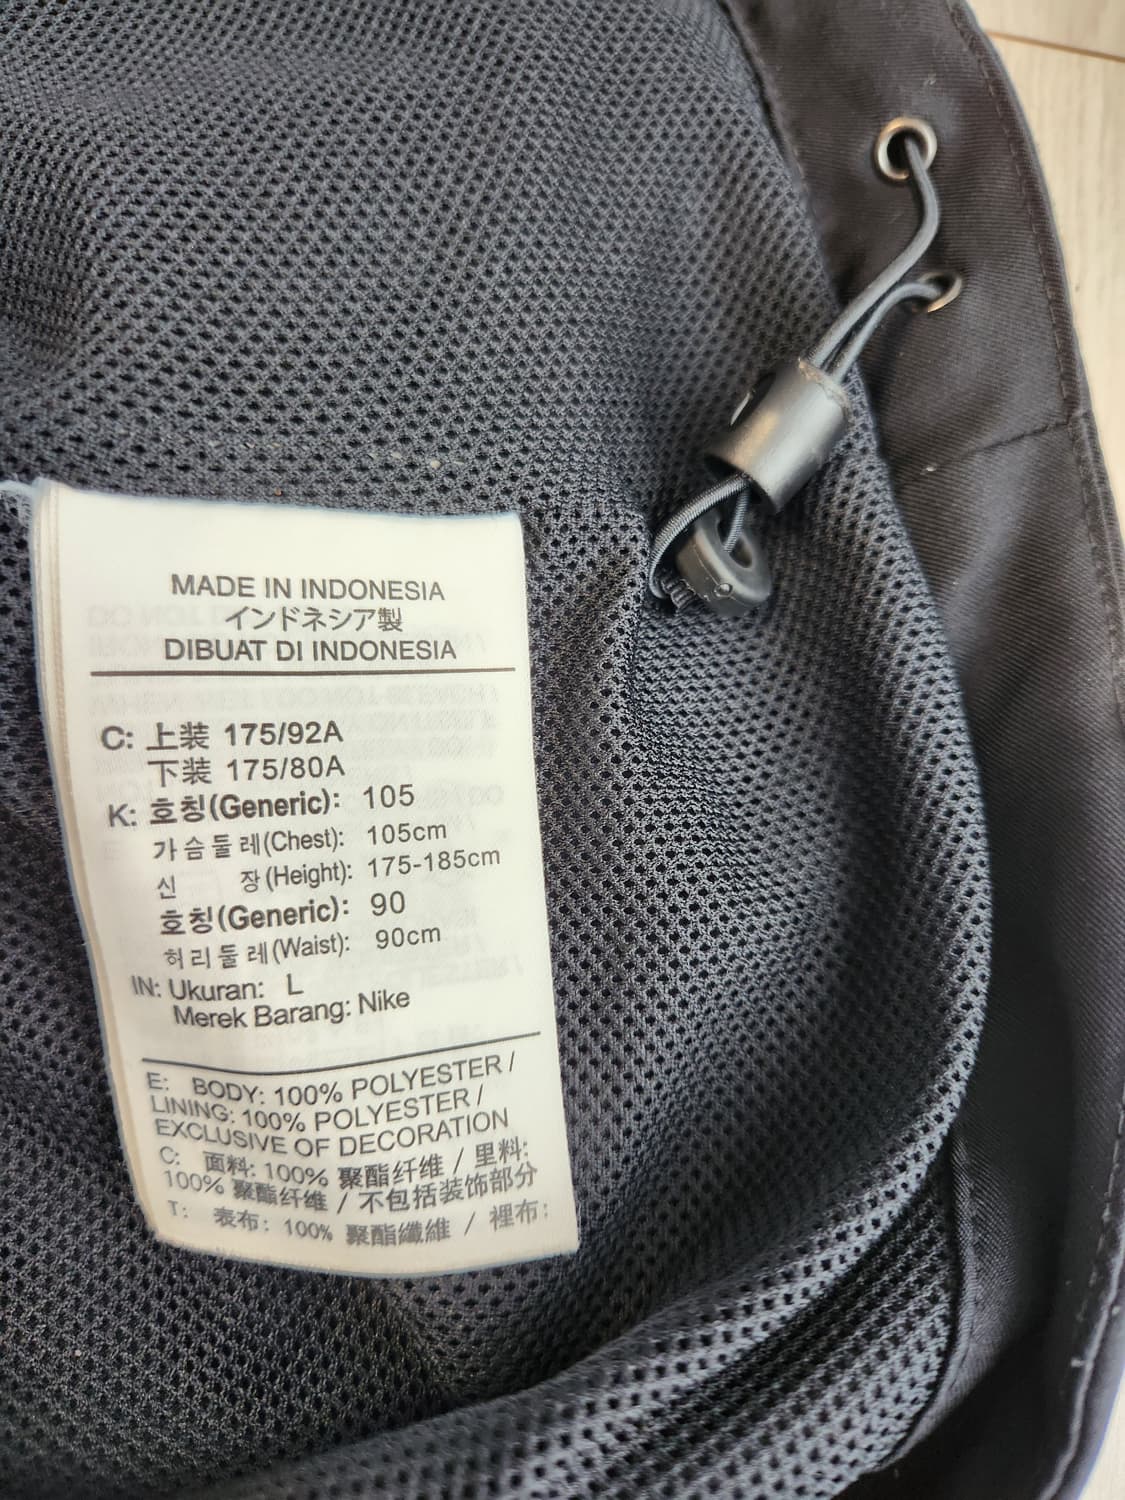 MADE IN INDONESIA
インドネシア製
DIBUAT DI INDONESIA
C: 上装 175/92A
下装 175/80A
K: 호칭(Generic): 105
가슴둘레(Chest): 105cm
신 장(Height): 175-185cm
호칭(Generic): 90
허리둘레(Waist): 90cm
IN: Ukuran: L
Merek Barang: Nike
E: BODY: 100% POLYESTER /
LINING: 100% POLYESTER /
EXCLUSIVE OF DECORATION
C: 面料: 100% 聚酯纤维 / 里料:
100% 聚酯纤维 / 不包括装饰部分
T: 表布: 100% 聚酯纖維 / 裡布: